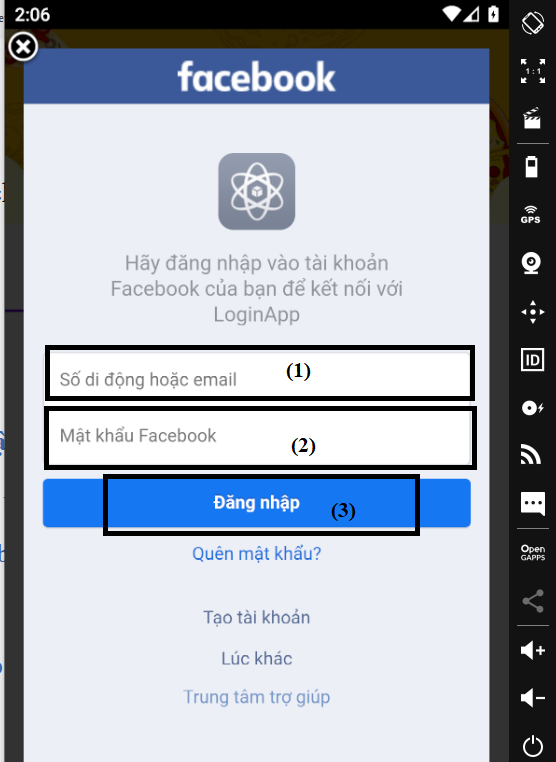 2:06
facebook
Hãy đăng nhập vào tài khoản
Facebook của bạn để kết nối với
LoginApp
Số di động hoặc email (1)
Mật khẩu Facebook (2)
Đăng nhập (3)
Quên mật khẩu?
Tạo tài khoản
Lúc khác
Trung tâm trợ giúp
1:1
GPS
ID
Open
GAPPS